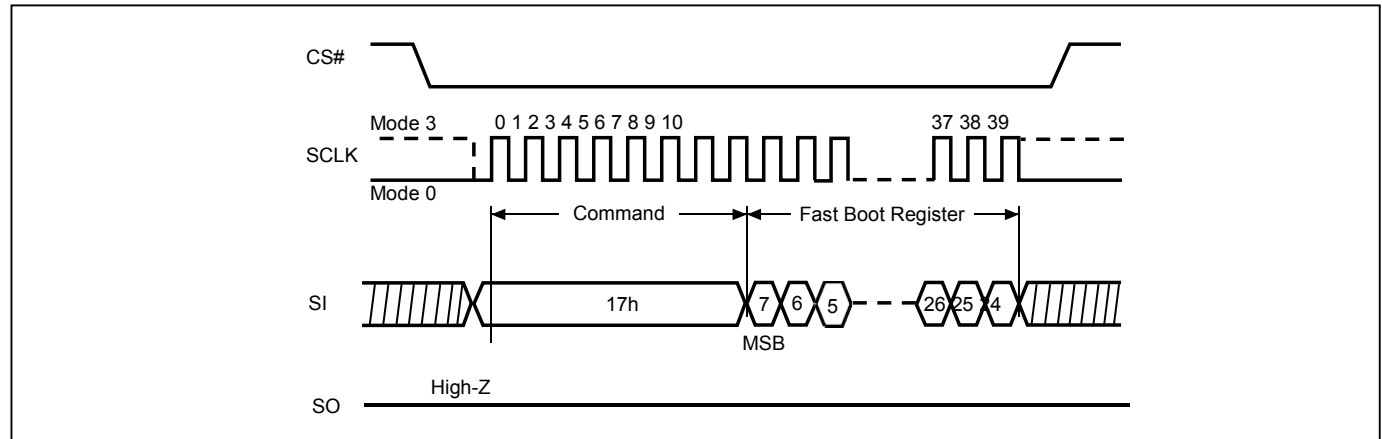 CS#
Mode 3
0 1 2 3 4 5 6 7 8 9 10
37 38 39
SCLK
Mode 0
Command
Fast Boot Register
SI
17h
7
6
5
26
25
24
MSB
High-Z
SO